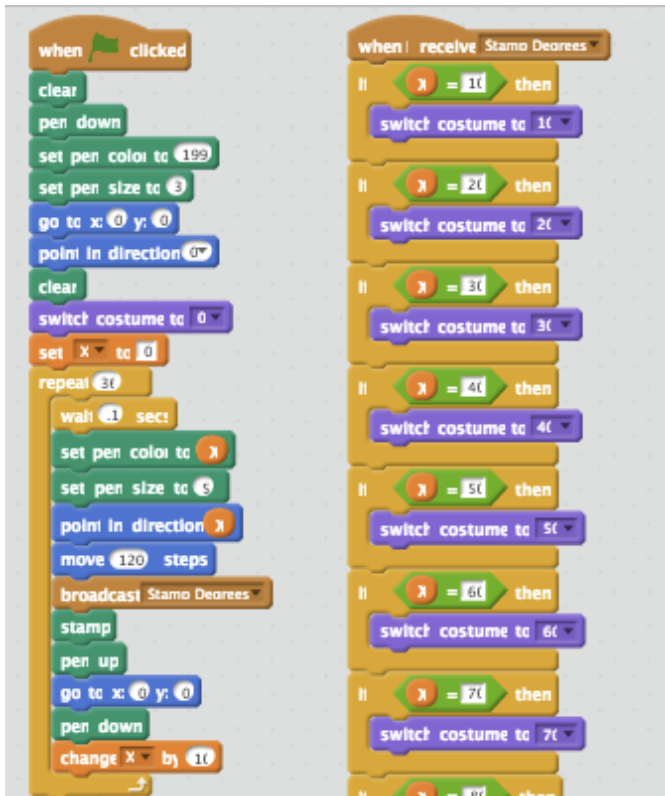 when clicked
clear
pen down
set pen color to 199
set pen size to 3
go to x: 0 y: 0
point in direction 0
clear
switch costume to 0
set X to 0
repeat
wait .1 secs
set pen color to X
set pen size to 5
point in direction X
move 120 steps
broadcast Stamp Degrees
stamp
pen up
go to x: 0 y: 0
pen down
change X by 10
when I receive Stamp Degrees
if X = 10 then
switch costume to 10
if X = 20 then
switch costume to 20
if X = 30 then
switch costume to 30
if X = 40 then
switch costume to 40
if X = 50 then
switch costume to 50
if X = 60 then
switch costume to 60
if X = 70 then
switch costume to 70
if X = 80 then